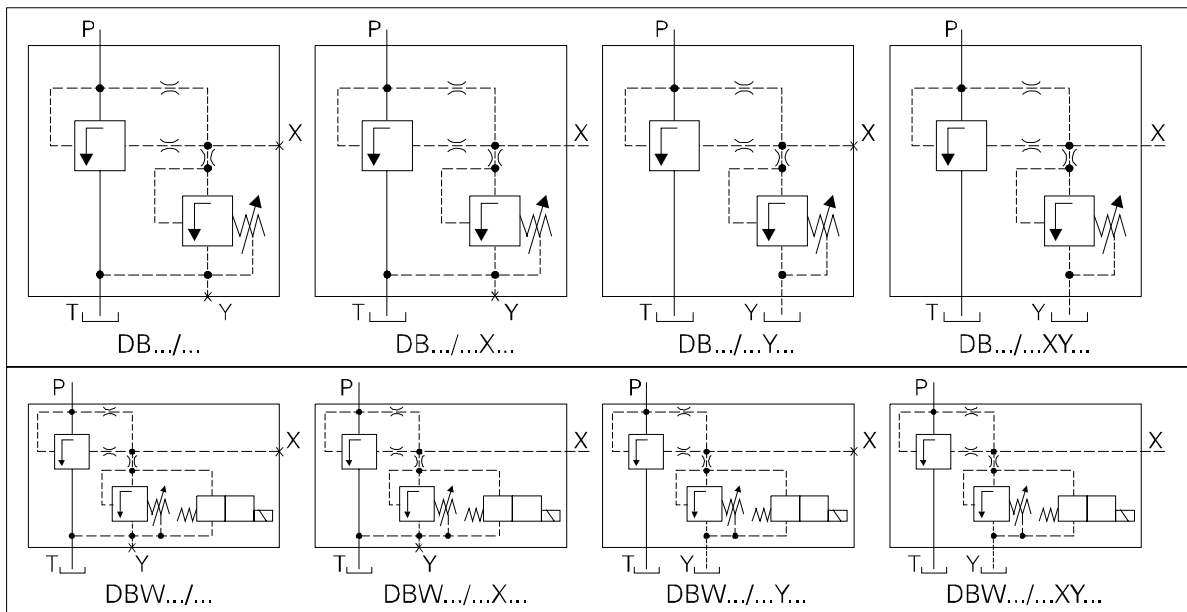 P P P P
X X X X
T Y T Y T Y T Y
DB.../... DB.../...X... DB.../...Y... DB.../...XY...
P P P P
X X X X
T Y T Y T Y T Y
DBW.../... DBW.../...X... DBW.../...Y... DBW.../...XY...